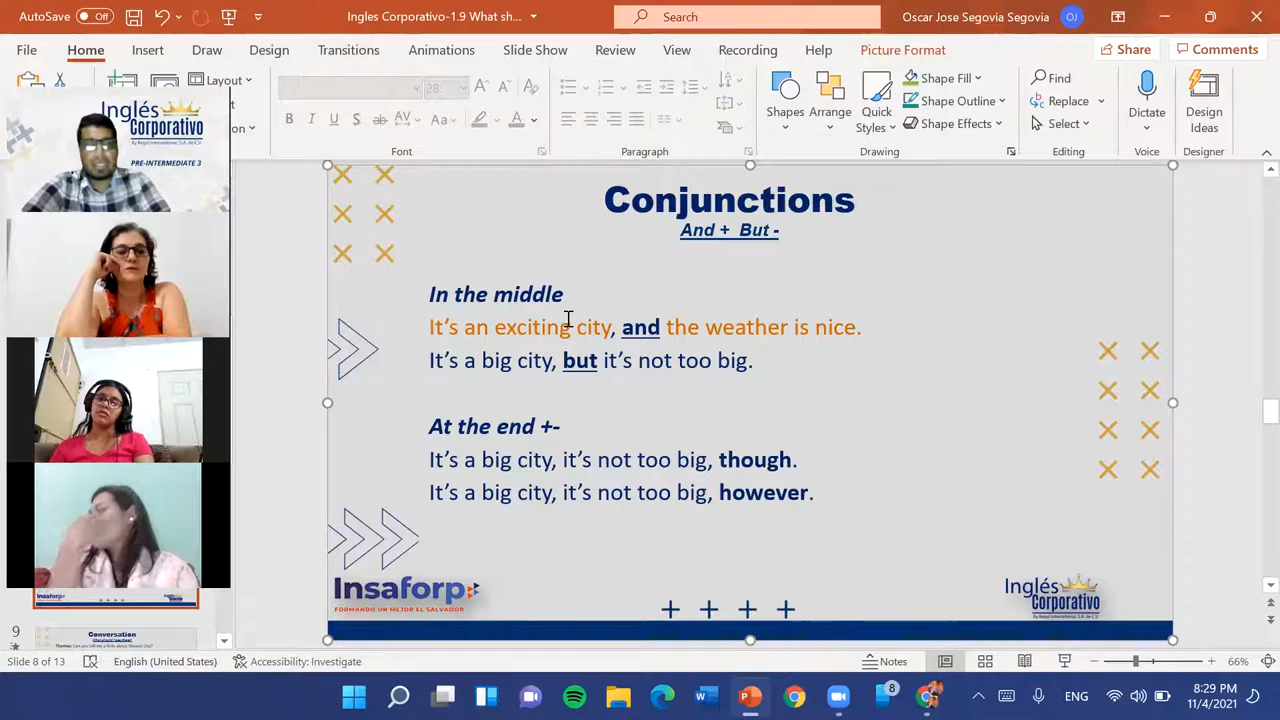 AutoSave Off Ingles Corporativo-1.9 What sh... Search Oscar Jose Segovia Segovia OJ
File Home Insert Draw Design Transitions Animations Slide Show Review View Recording Help Picture Format Share Comments
Layout
Shapes Arrange Quick Styles Shape Fill Shape Outline Shape Effects Find Replace Select Dictate Design Ideas
Font Paragraph Drawing Editing Voice Designer
Inglés
Corporativo
By Regal International, S.A. de C.V.
PRE-INTERMEDIATE 3
Conjunctions
And + But -
In the middle
It's an exciting city, and the weather is nice.
It's a big city, but it's not too big.
At the end +-
It's a big city, it's not too big, though.
It's a big city, it's not too big, however.
Insaforp
FORMANDO UN MEJOR EL SALVADOR
Inglés
Corporativo
9
Conversation
Slide 8 of 13 English (United States) Accessibility: Investigate Notes 66%
8
ENG
8:29 PM
11/4/2021